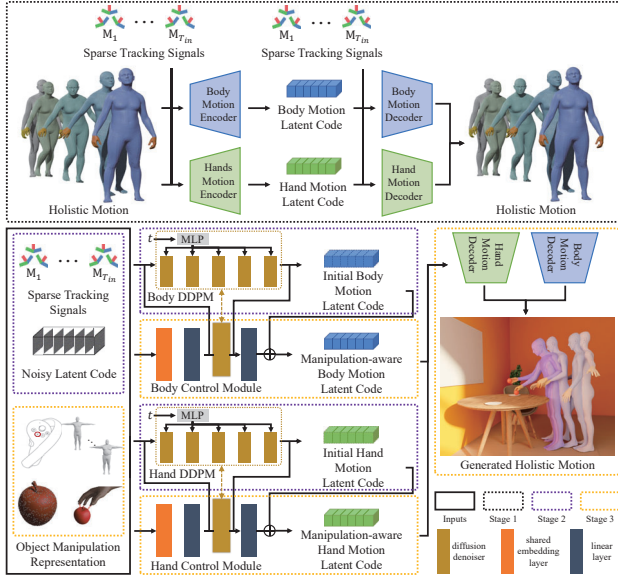 M1 M_Tin M1 M_Tin
Sparse Tracking Signals Sparse Tracking Signals
Body
Motion
Encoder
Body Motion
Latent Code
Body
Motion
Decoder
Hands
Motion
Encoder
Hand Motion
Latent Code
Hand
Motion
Decoder
Holistic Motion
Holistic Motion
M1 M_Tin
Sparse Tracking
Signals
Noisy Latent Code
Object Manipulation
Representation
t MLP
Body DDPM
Initial Body
Motion
Latent Code
Body Control Module
Manipulation-aware
Body Motion
Latent Code
t MLP
Hand DDPM
Initial Hand
Motion
Latent Code
Hand Control Module
Manipulation-aware
Hand Motion
Latent Code
Hand
Motion
Decoder
Body
Motion
Decoder
Generated Holistic Motion
Inputs Stage 1 Stage 2 Stage 3
diffusion
denoiser
shared
embedding
layer
linear
layer